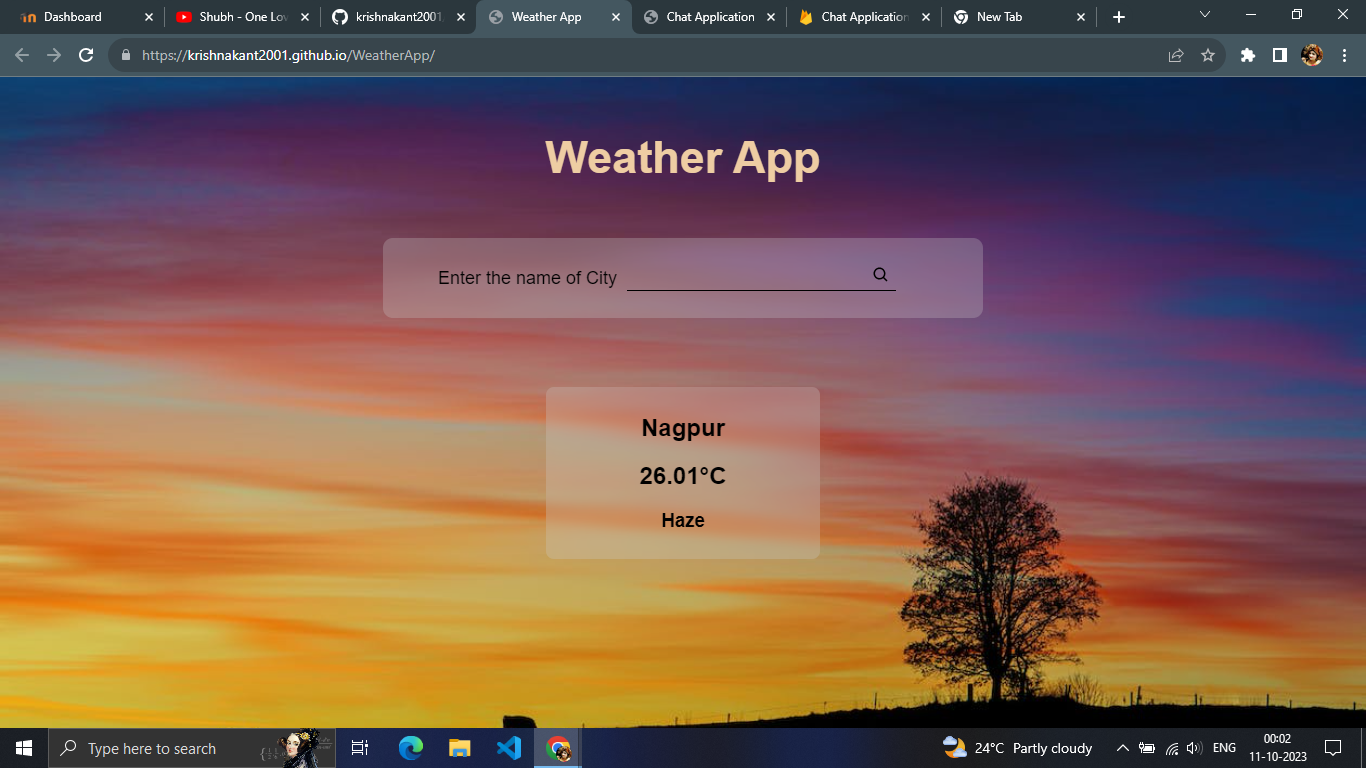 Dashboard
Shubh - One Lov
krishnakant2001
Weather App
Chat Application
Chat Application
New Tab
https://krishnakant2001.github.io/WeatherApp/
Weather App
Enter the name of City
Nagpur
26.01°C
Haze
Type here to search
24°C Partly cloudy
ENG
00:02
11-10-2023